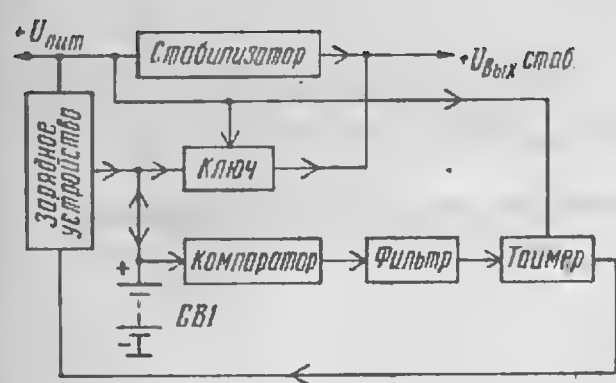 +Uпит
Стабилизатор
+Uвых стаб.
Зарядное
устройство
Ключ
+
Компаратор
Фильтр
Таймер
GB1
-